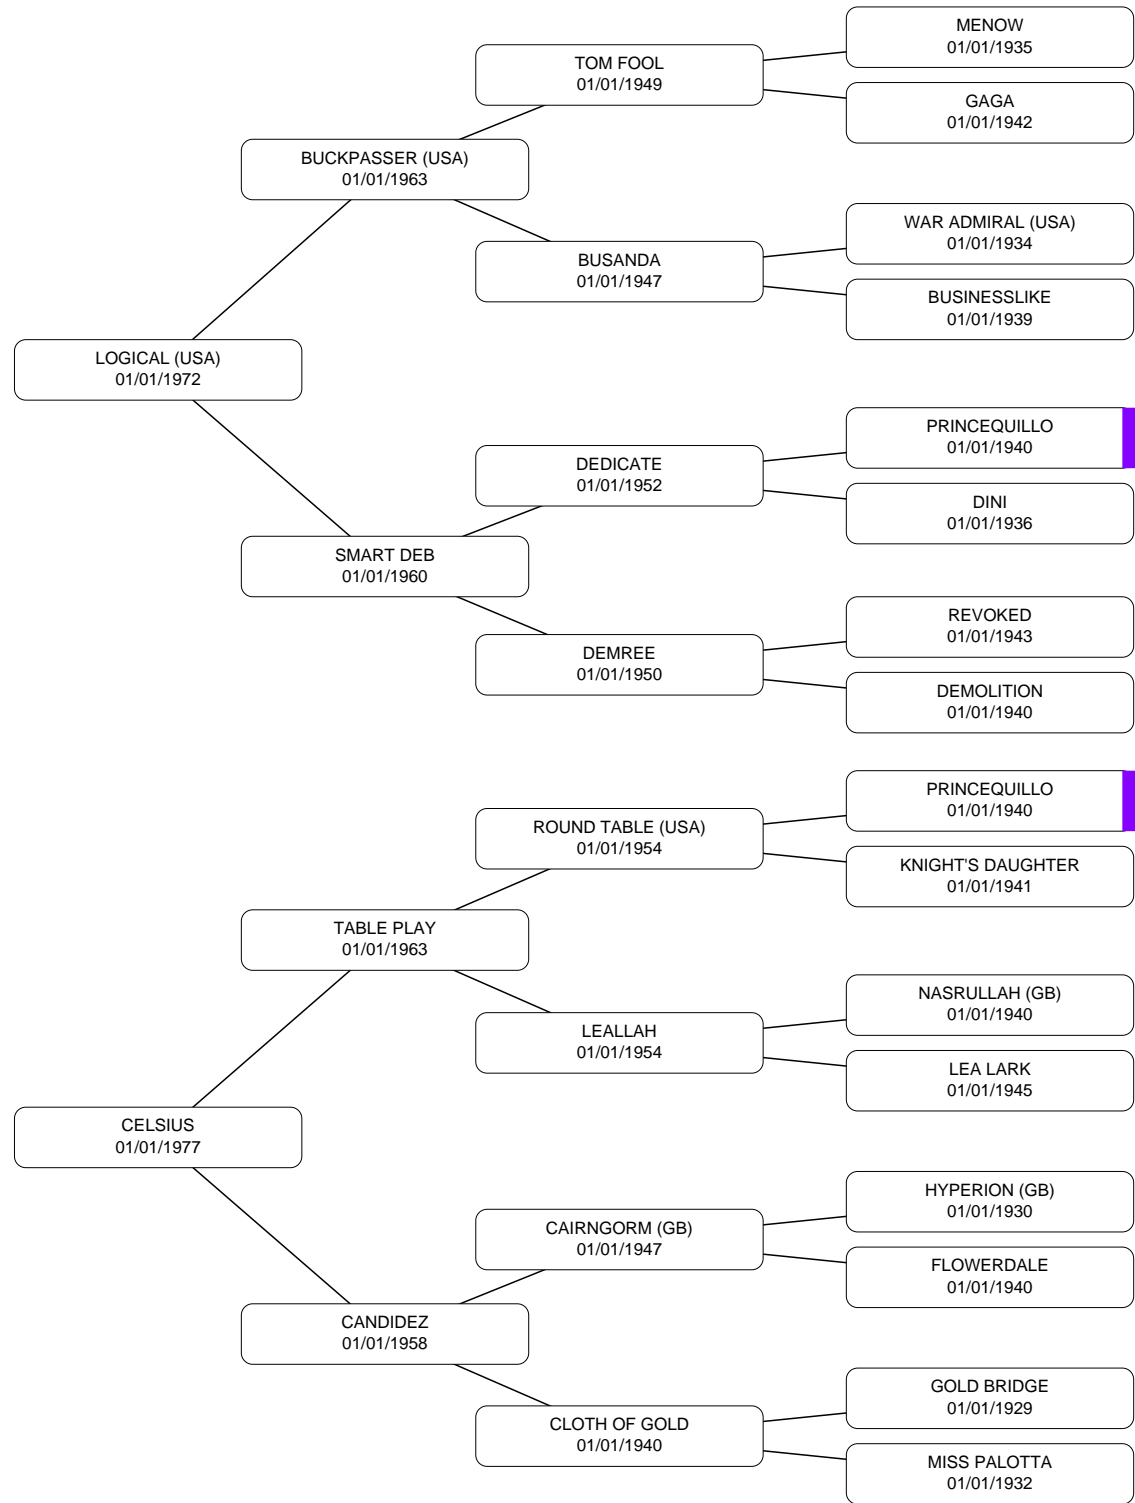 MENOW
01/01/1935
TOM FOOL
01/01/1949
GAGA
01/01/1942
BUCKPASSER (USA)
01/01/1963
WAR ADMIRAL (USA)
01/01/1934
BUSANDA
01/01/1947
BUSINESSLIKE
01/01/1939
LOGICAL (USA)
01/01/1972
PRINCEQUILLO
01/01/1940
DEDICATE
01/01/1952
DINI
01/01/1936
SMART DEB
01/01/1960
REVOKED
01/01/1943
DEMREE
01/01/1950
DEMOLITION
01/01/1940
PRINCEQUILLO
01/01/1940
ROUND TABLE (USA)
01/01/1954
KNIGHT'S DAUGHTER
01/01/1941
TABLE PLAY
01/01/1963
NASRULLAH (GB)
01/01/1940
LEALLAH
01/01/1954
LEA LARK
01/01/1945
CELSIUS
01/01/1977
HYPERION (GB)
01/01/1930
CAIRNGORM (GB)
01/01/1947
FLOWERDALE
01/01/1940
CANDIDEZ
01/01/1958
GOLD BRIDGE
01/01/1929
CLOTH OF GOLD
01/01/1940
MISS PALOTTA
01/01/1932